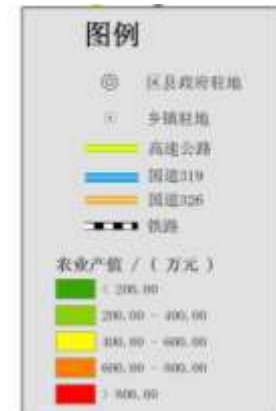 图例
区县政府驻地
乡镇驻地
高速公路
国道319
国道326
铁路
农业产值 / ( 万元 )
< 200.00
200.00 - 400.00
400.00 - 600.00
600.00 - 800.00
> 800.00